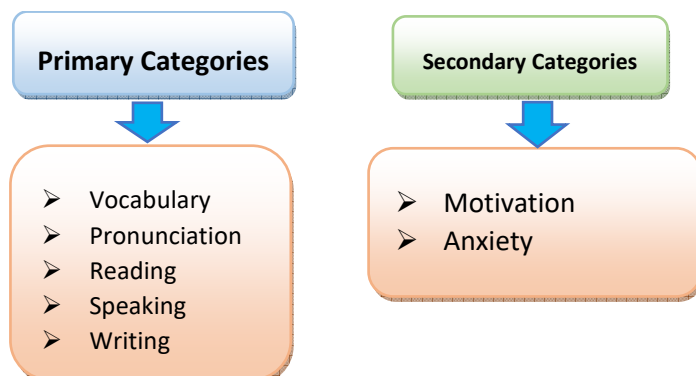 Primary Categories
Vocabulary
Pronunciation
Reading
Speaking
Writing
Secondary Categories
Motivation
Anxiety